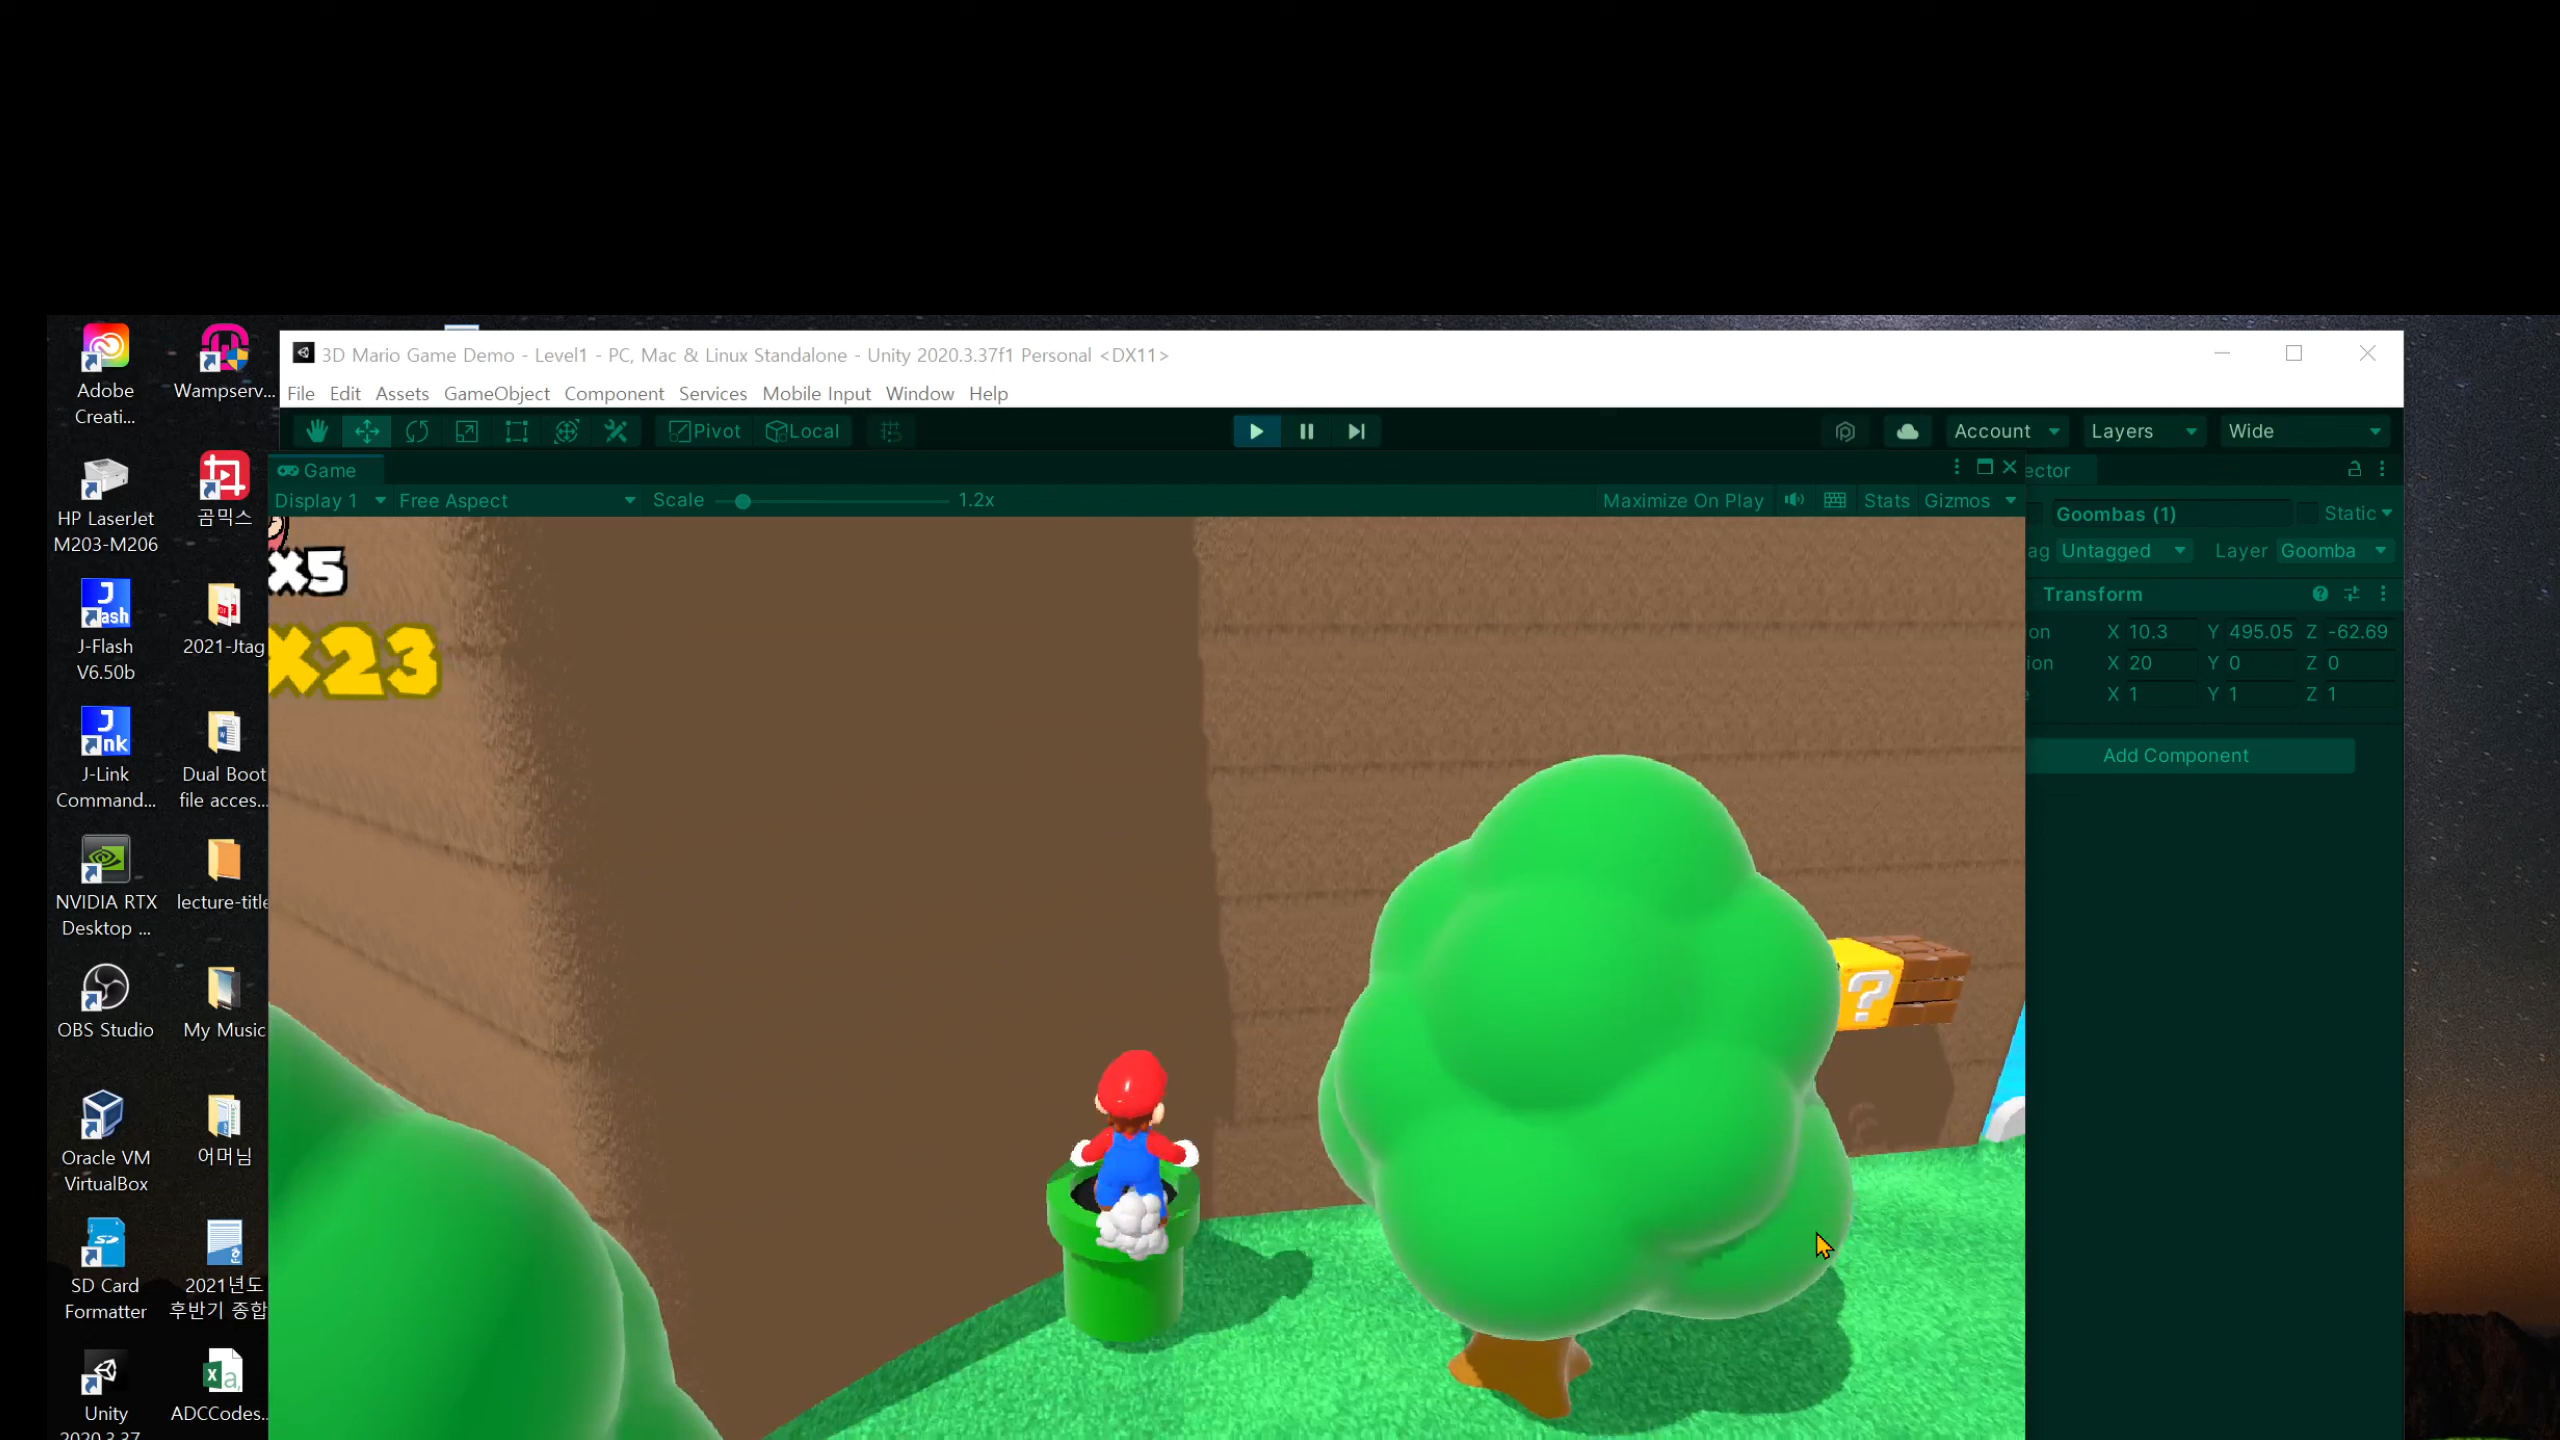 3D Mario Game Demo - Level1 - PC, Mac & Linux Standalone - Unity 2020.3.37f1 Personal <DX11>
File Edit Assets GameObject Component Services Mobile Input Window Help
Pivot Local
Account Layers Wide
Game
Display 1 Free Aspect Scale 1.2x Maximize On Play Stats Gizmos
x5
x23
ector
Goombas (1) Static
ag Untagged Layer Goomba
Transform
on X 10.3 Y 495.05 Z -62.69
ion X 20 Y 0 Z 0
e X 1 Y 1 Z 1
Add Component
?
Adobe
Creati...
Wampserv...
HP LaserJet
M203-M206
곰믹스
J
ash
J-Flash
V6.50b
2021-Jtag
J
nk
J-Link
Command...
Dual Boot
file acces...
NVIDIA RTX
Desktop ...
lecture-title
OBS Studio
My Music
Oracle VM
VirtualBox
어머님
SD Card
Formatter
2021년도
후반기 종합
Unity
2020.3.37
ADCCodes...